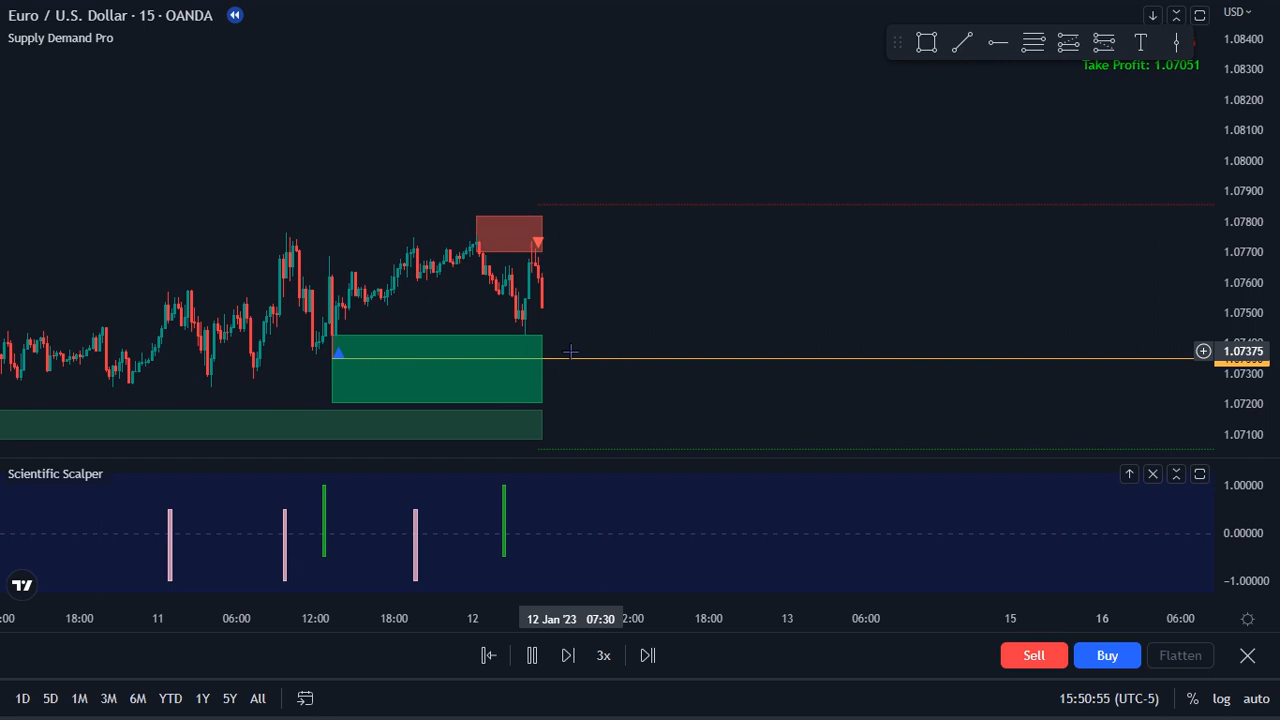 Euro / U.S. Dollar · 15 · OANDA
USD
Supply Demand Pro
T
Take Profit: 1.07051
1.08400
1.08300
1.08200
1.08100
1.08000
1.07900
1.07800
1.07700
1.07600
1.07500
1.07375
1.07300
1.07200
1.07100
Scientific Scalper
1.00000
0.00000
−1.00000
:00
18:00
11
06:00
12:00
18:00
12
12 Jan '23 07:30
2:00
18:00
13
06:00
15
16
06:00
3x
Sell
Buy
Flatten
1D 5D 1M 3M 6M YTD 1Y 5Y All
15:50:55 (UTC-5) % log auto